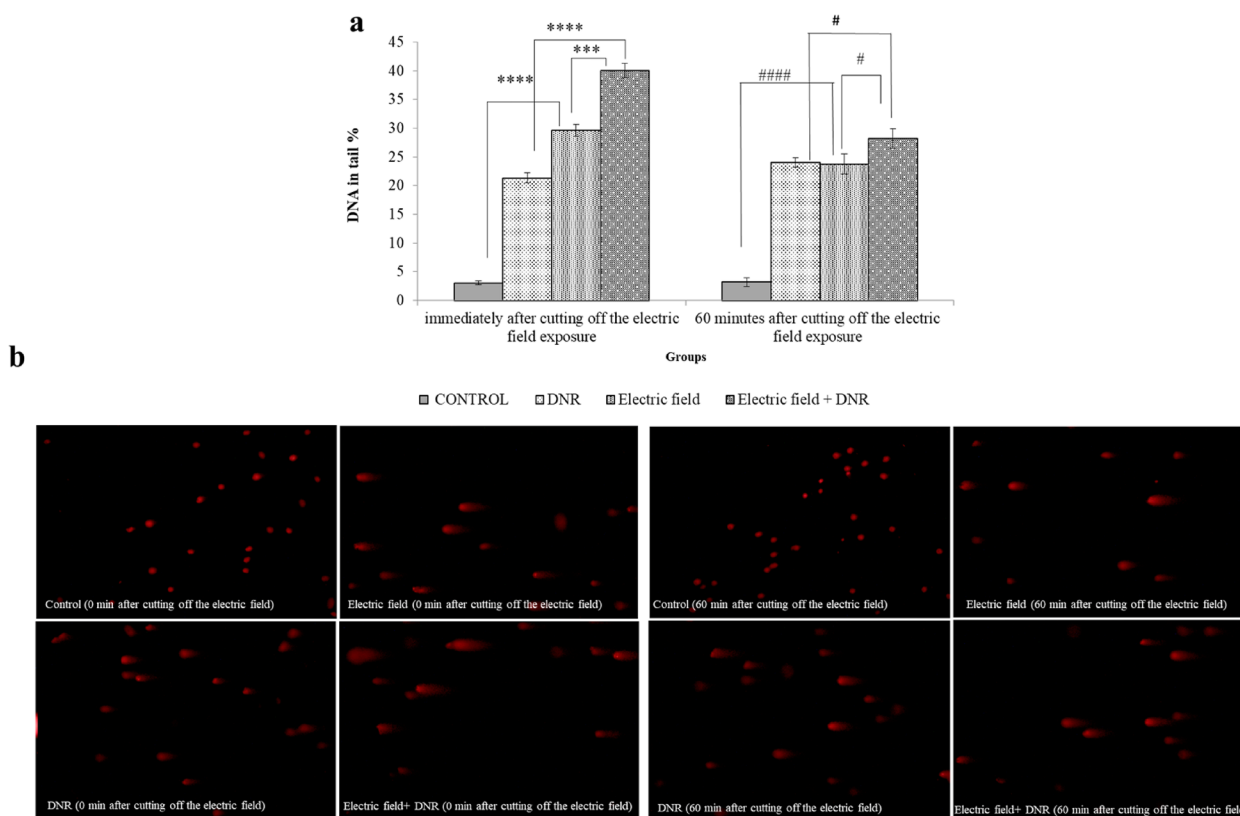 a
****
****
***
#
####
#
45
40
35
30
25
20
15
10
5
0
DNA in tail %
immediately after cutting off the electric
field exposure
60 minutes after cutting off the electric
field exposure
Groups
b
CONTROL
DNR
Electric field
Electric field + DNR
Control (0 min after cutting off the electric field)
Electric field (0 min after cutting off the electric field)
Control (60 min after cutting off the electric field)
Electric field (60 min after cutting off the electric field)
DNR (0 min after cutting off the electric field)
Electric field+ DNR (0 min after cutting off the electric field)
DNR (60 min after cutting off the electric field)
Electric field+ DNR (60 min after cutting off the electric field